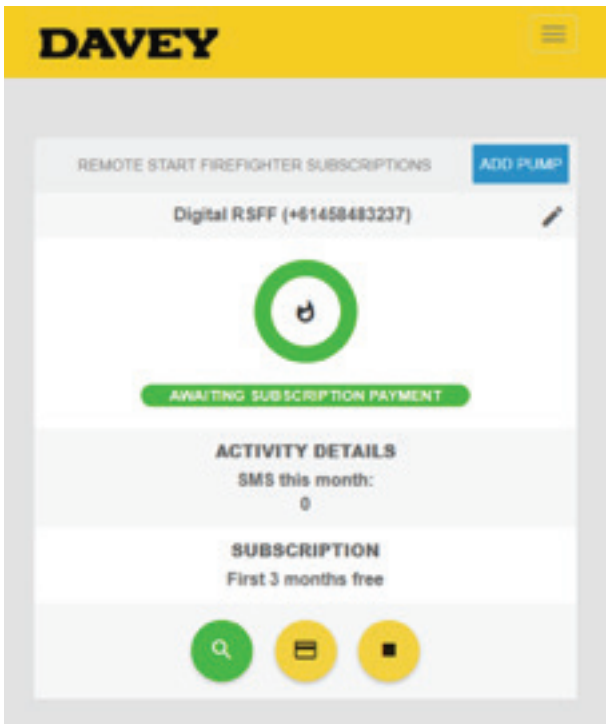 DAVEY
REMOTE START FIREFIGHTER SUBSCRIPTIONS
ADD PUMP
Digital RSFF (+61458483237)
AWAITING SUBSCRIPTION PAYMENT
ACTIVITY DETAILS
SMS this month:
0
SUBSCRIPTION
First 3 months free